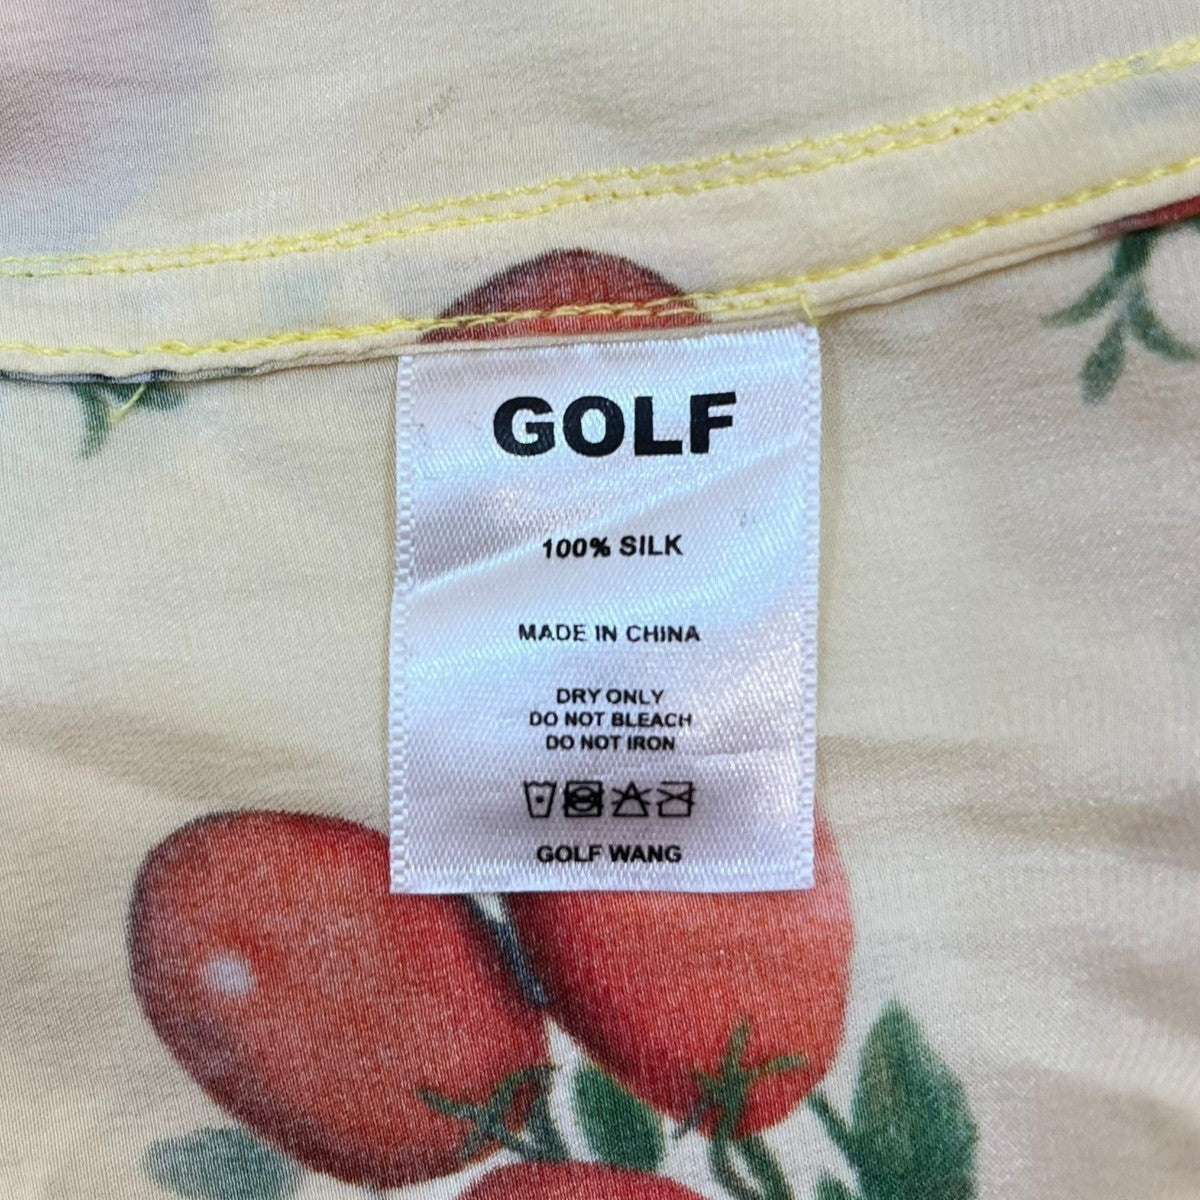 GOLF
100% SILK
MADE IN CHINA
DRY ONLY
DO NOT BLEACH
DO NOT IRON
GOLF WANG